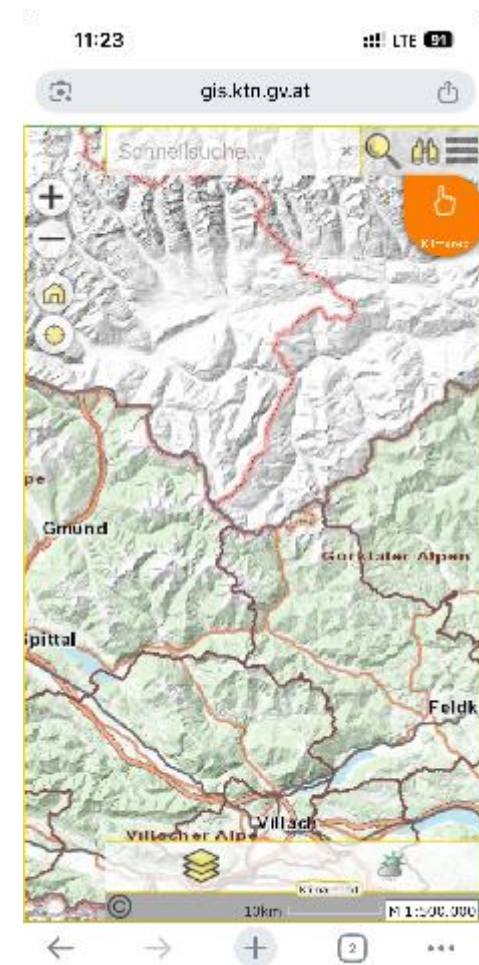 11:23
LTE 91
gis.ktn.gv.at
Schnellsuche... ×
Gmund
Gurktaler Alpen
Spittal
Feldk
Villach
Villacher Alpe
10km
M 1:500.000
2